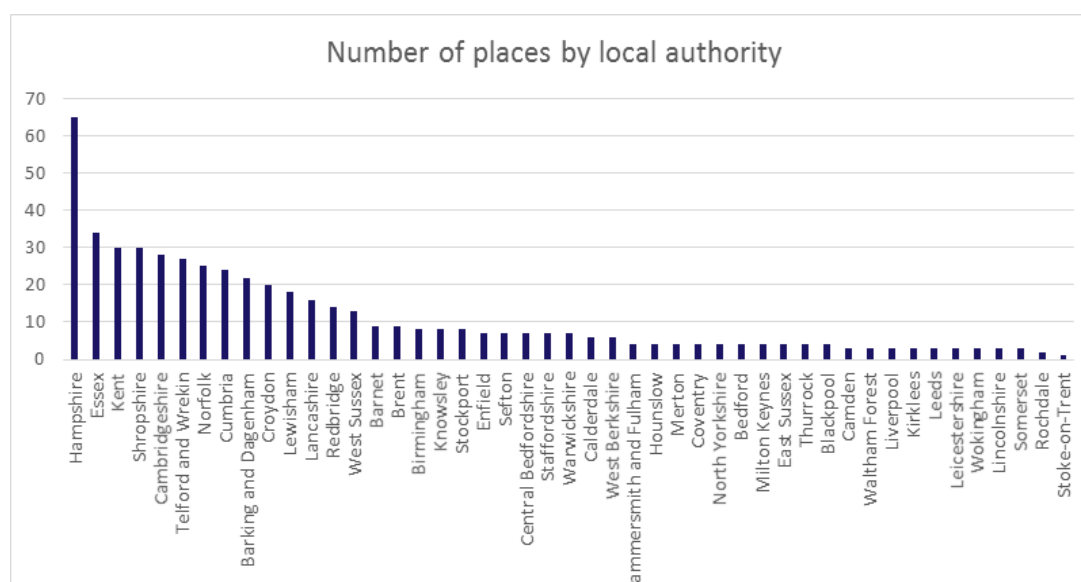 Number of places by local authority
70
60
50
40
30
20
10
0
Hampshire
Essex
Kent
Shropshire
Cambridgeshire
Telford and Wrekin
Norfolk
Cumbria
Barking and Dagenham
Croydon
Lewisham
Lancashire
Redbridge
West Sussex
Barnet
Brent
Birmingham
Knowsley
Stockport
Enfield
Sefton
Central Bedfordshire
Staffordshire
Warwickshire
Calderdale
West Berkshire
ammersmith and Fulham
Hounslow
Merton
Coventry
North Yorkshire
Bedford
Milton Keynes
East Sussex
Thurrock
Blackpool
Camden
Waltham Forest
Liverpool
Kirklees
Leeds
Leicestershire
Wokingham
Lincolnshire
Somerset
Rochdale
Stoke-on-Trent